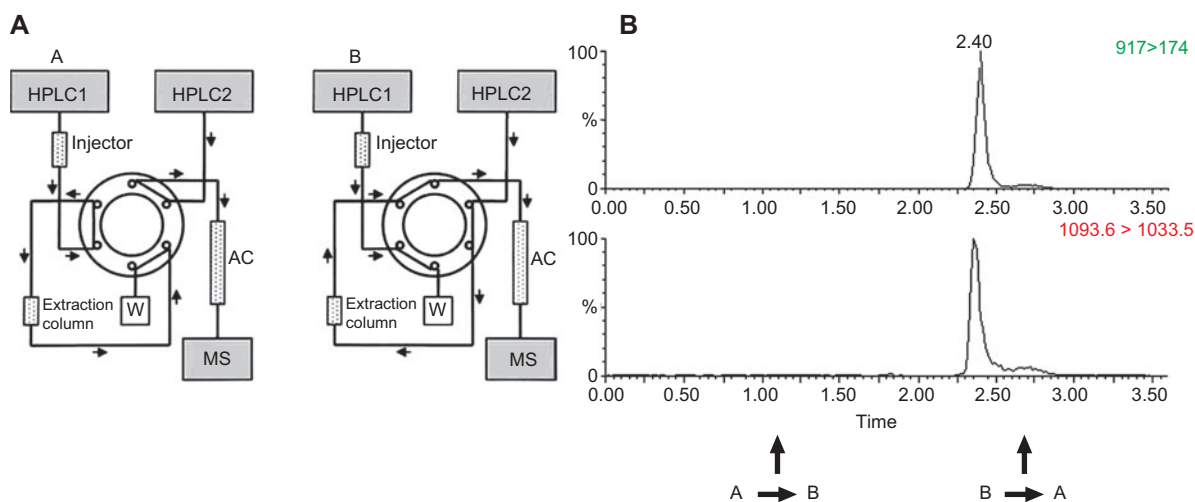 A
A
HPLC1
HPLC2
Injector
AC
Extraction
column
W
MS
B
HPLC1
HPLC2
Injector
AC
Extraction
column
W
MS
B
2.40
917>174
100
%
0
0.00 0.50 1.00 1.50 2.00 2.50 3.00 3.50
1093.6 > 1033.5
100
%
0
0.00 0.50 1.00 1.50 2.00 2.50 3.00 3.50
Time
A B
B A